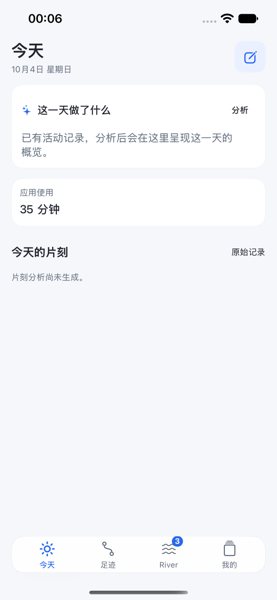 00:06
今天
10月4日 星期日
这一天做了什么
分析
已有活动记录，分析后会在这里呈现这一天的
概览。
应用使用
35 分钟
今天的片刻
原始记录
片刻分析尚未生成。
3
今天
足迹
River
我的